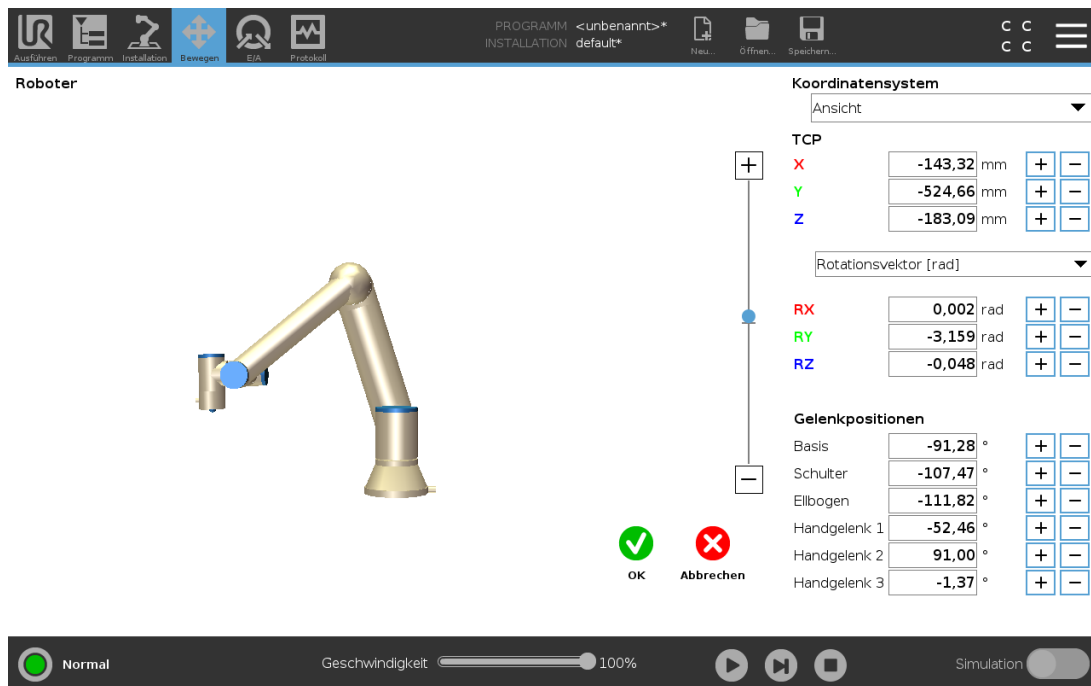 Ausführen Programm Installation Bewegen E/A Protokoll
PROGRAMM <unbenannt>*
INSTALLATION default*
Neu... Öffnen... Speichern...
C C
C C
Roboter
Koordinatensystem
Ansicht
TCP
X -143,32 mm + −
Y -524,66 mm + −
Z -183,09 mm + −
Rotationsvektor [rad]
RX 0,002 rad + −
RY -3,159 rad + −
RZ -0,048 rad + −
Gelenkpositionen
Basis -91,28 ° + −
Schulter -107,47 ° + −
Ellbogen -111,82 ° + −
Handgelenk 1 -52,46 ° + −
Handgelenk 2 91,00 ° + −
Handgelenk 3 -1,37 ° + −
+
−
OK Abbrechen
Normal
Geschwindigkeit 100%
Simulation